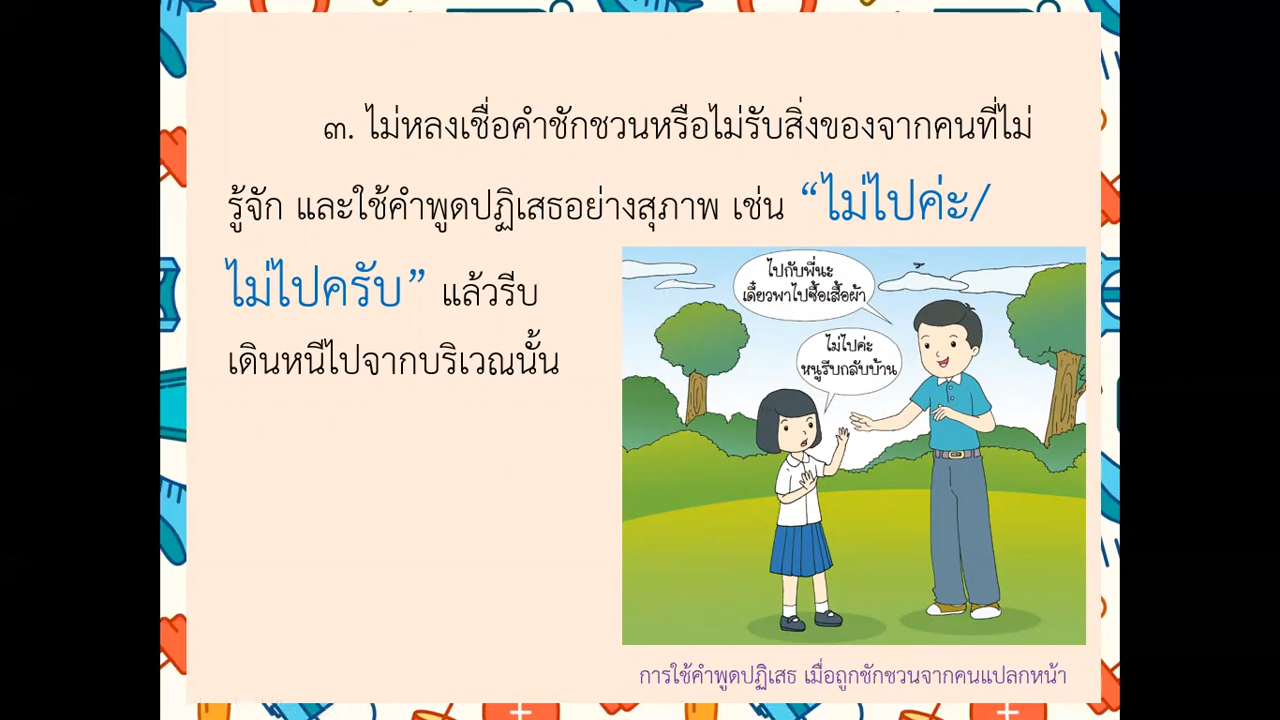 ๓. ไม่หลงเชื่อคำชักชวนหรือไม่รับสิ่งของจากคนที่ไม่
รู้จัก และใช้คำพูดปฏิเสธอย่างสุภาพ เช่น “ไม่ไปค่ะ/
ไม่ไปครับ” แล้วรีบ
เดินหนีไปจากบริเวณนั้น
ไปกับพี่นะ
เดี๋ยวพาไปซื้อเสื้อผ้า
ไม่ไปค่ะ
หนูรีบกลับบ้าน
การใช้คำพูดปฏิเสธ เมื่อถูกชักชวนจากคนแปลกหน้า